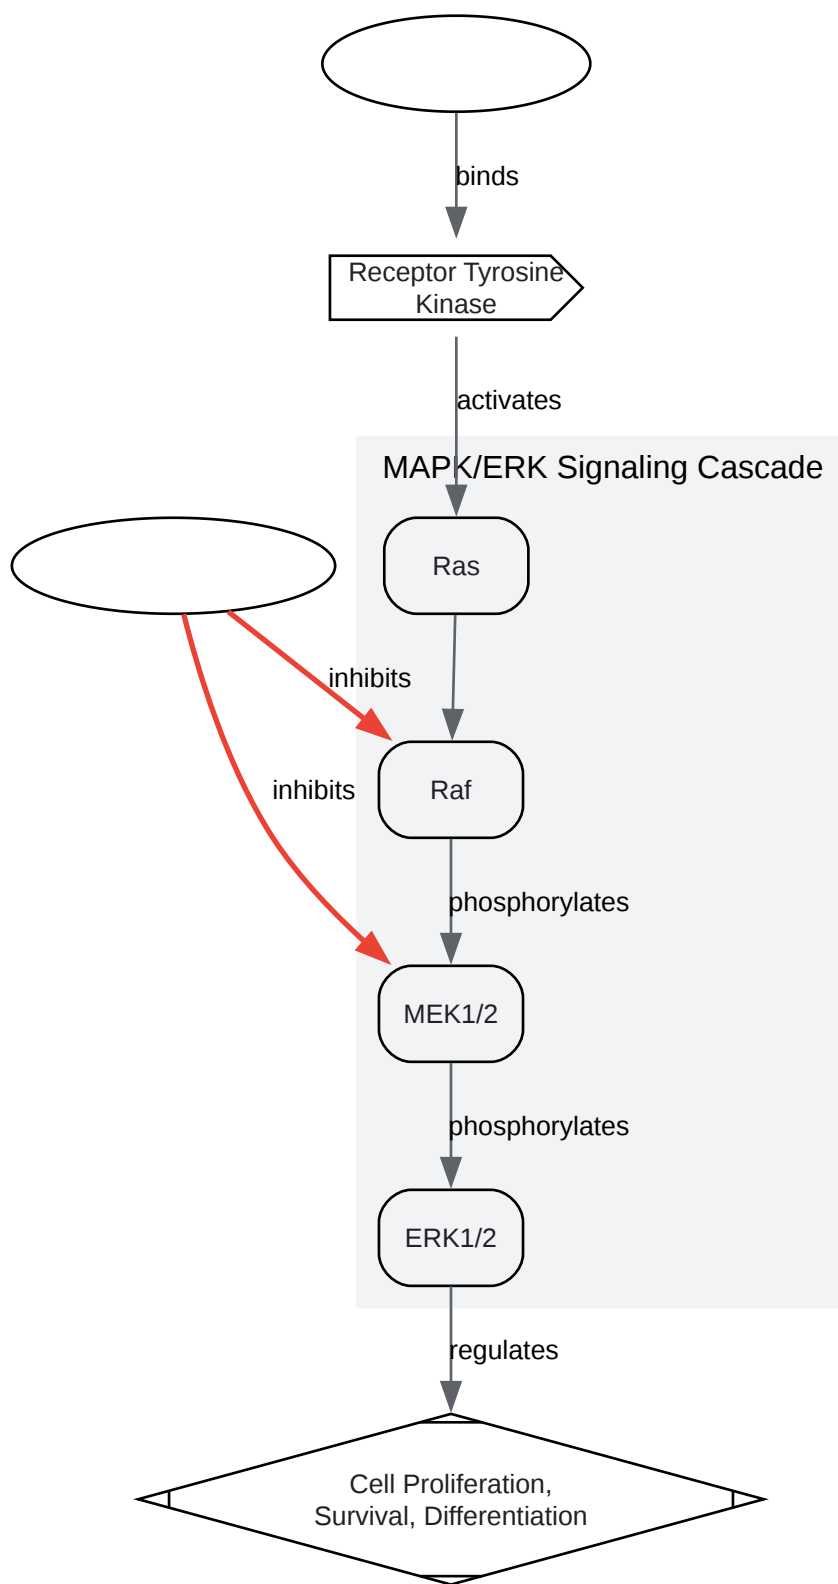 binds
Receptor Tyrosine
Kinase
activates
MAPK/ERK Signaling Cascade
Ras
inhibits
Raf
inhibits
phosphorylates
MEK1/2
phosphorylates
ERK1/2
regulates
Cell Proliferation,
Survival, Differentiation